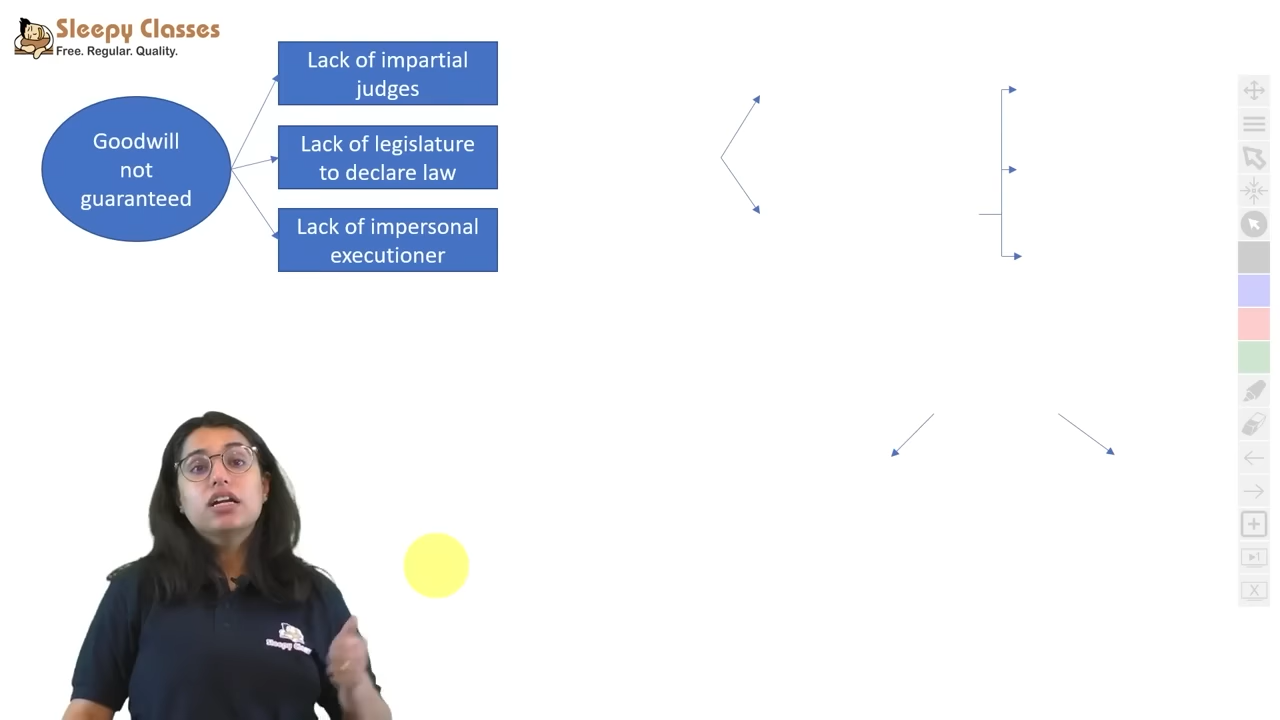 Sleepy Classes
Free. Regular. Quality.
Goodwill
not
guaranteed
Lack of impartial
judges
Lack of legislature
to declare law
Lack of impersonal
executioner